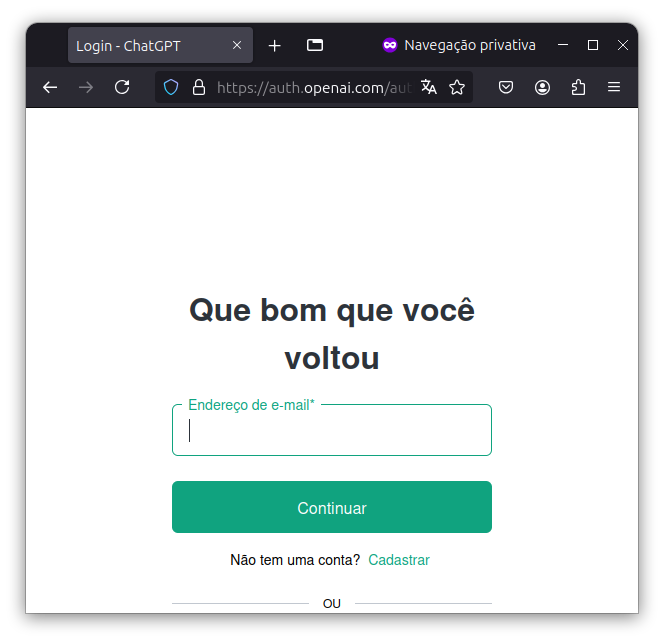 Login - ChatGPT
Navegação privativa
https://auth.openai.com/aut
Que bom que você
voltou
Endereço de e-mail*
Continuar
Não tem uma conta? Cadastrar
OU